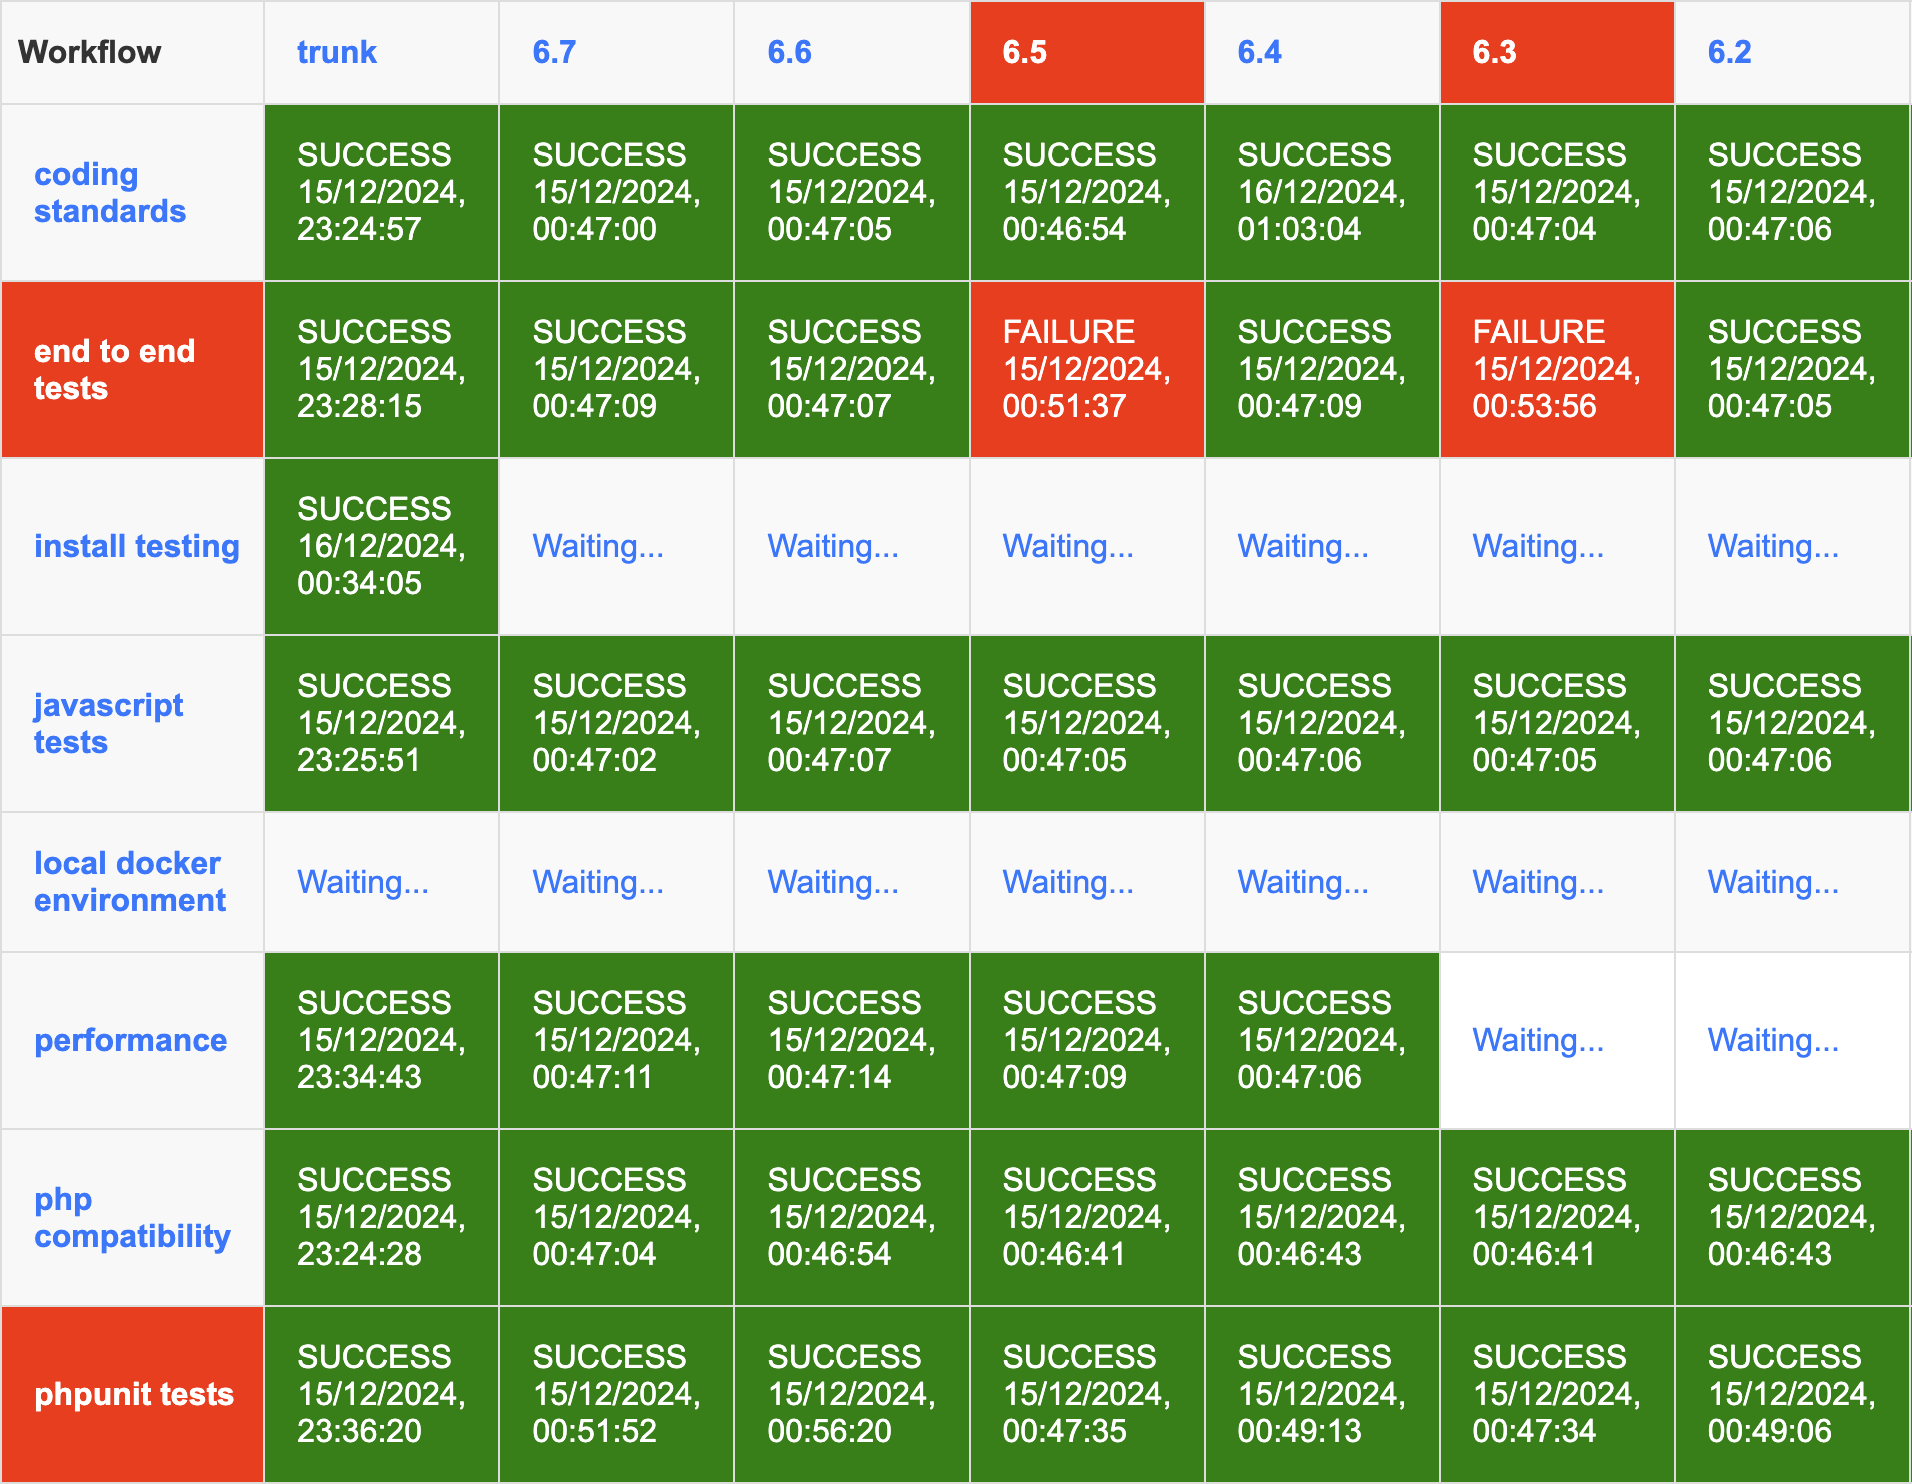 Workflow trunk 6.7 6.6 6.5 6.4 6.3 6.2
coding standards
SUCCESS 15/12/2024, 23:24:57
SUCCESS 15/12/2024, 00:47:00
SUCCESS 15/12/2024, 00:47:05
SUCCESS 15/12/2024, 00:46:54
SUCCESS 16/12/2024, 01:03:04
SUCCESS 15/12/2024, 00:47:04
SUCCESS 15/12/2024, 00:47:06
end to end tests
SUCCESS 15/12/2024, 23:28:15
SUCCESS 15/12/2024, 00:47:09
SUCCESS 15/12/2024, 00:47:07
FAILURE 15/12/2024, 00:51:37
SUCCESS 15/12/2024, 00:47:09
FAILURE 15/12/2024, 00:53:56
SUCCESS 15/12/2024, 00:47:05
install testing
SUCCESS 16/12/2024, 00:34:05
Waiting...
Waiting...
Waiting...
Waiting...
Waiting...
Waiting...
javascript tests
SUCCESS 15/12/2024, 23:25:51
SUCCESS 15/12/2024, 00:47:02
SUCCESS 15/12/2024, 00:47:07
SUCCESS 15/12/2024, 00:47:05
SUCCESS 15/12/2024, 00:47:06
SUCCESS 15/12/2024, 00:47:05
SUCCESS 15/12/2024, 00:47:06
local docker environment
Waiting...
Waiting...
Waiting...
Waiting...
Waiting...
Waiting...
Waiting...
performance
SUCCESS 15/12/2024, 23:34:43
SUCCESS 15/12/2024, 00:47:11
SUCCESS 15/12/2024, 00:47:14
SUCCESS 15/12/2024, 00:47:09
SUCCESS 15/12/2024, 00:47:06
Waiting...
Waiting...
php compatibility
SUCCESS 15/12/2024, 23:24:28
SUCCESS 15/12/2024, 00:47:04
SUCCESS 15/12/2024, 00:46:54
SUCCESS 15/12/2024, 00:46:41
SUCCESS 15/12/2024, 00:46:43
SUCCESS 15/12/2024, 00:46:41
SUCCESS 15/12/2024, 00:46:43
phpunit tests
SUCCESS 15/12/2024, 23:36:20
SUCCESS 15/12/2024, 00:51:52
SUCCESS 15/12/2024, 00:56:20
SUCCESS 15/12/2024, 00:47:35
SUCCESS 15/12/2024, 00:49:13
SUCCESS 15/12/2024, 00:47:34
SUCCESS 15/12/2024, 00:49:06